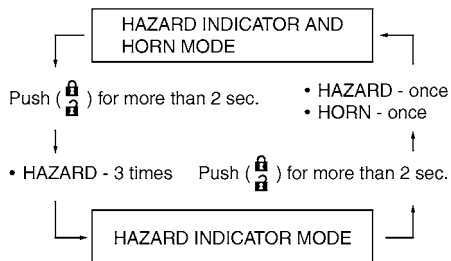 HAZARD INDICATOR AND
HORN MODE
Push ( ) for more than 2 sec.
• HAZARD - once
• HORN - once
• HAZARD - 3 times
Push ( ) for more than 2 sec.
HAZARD INDICATOR MODE